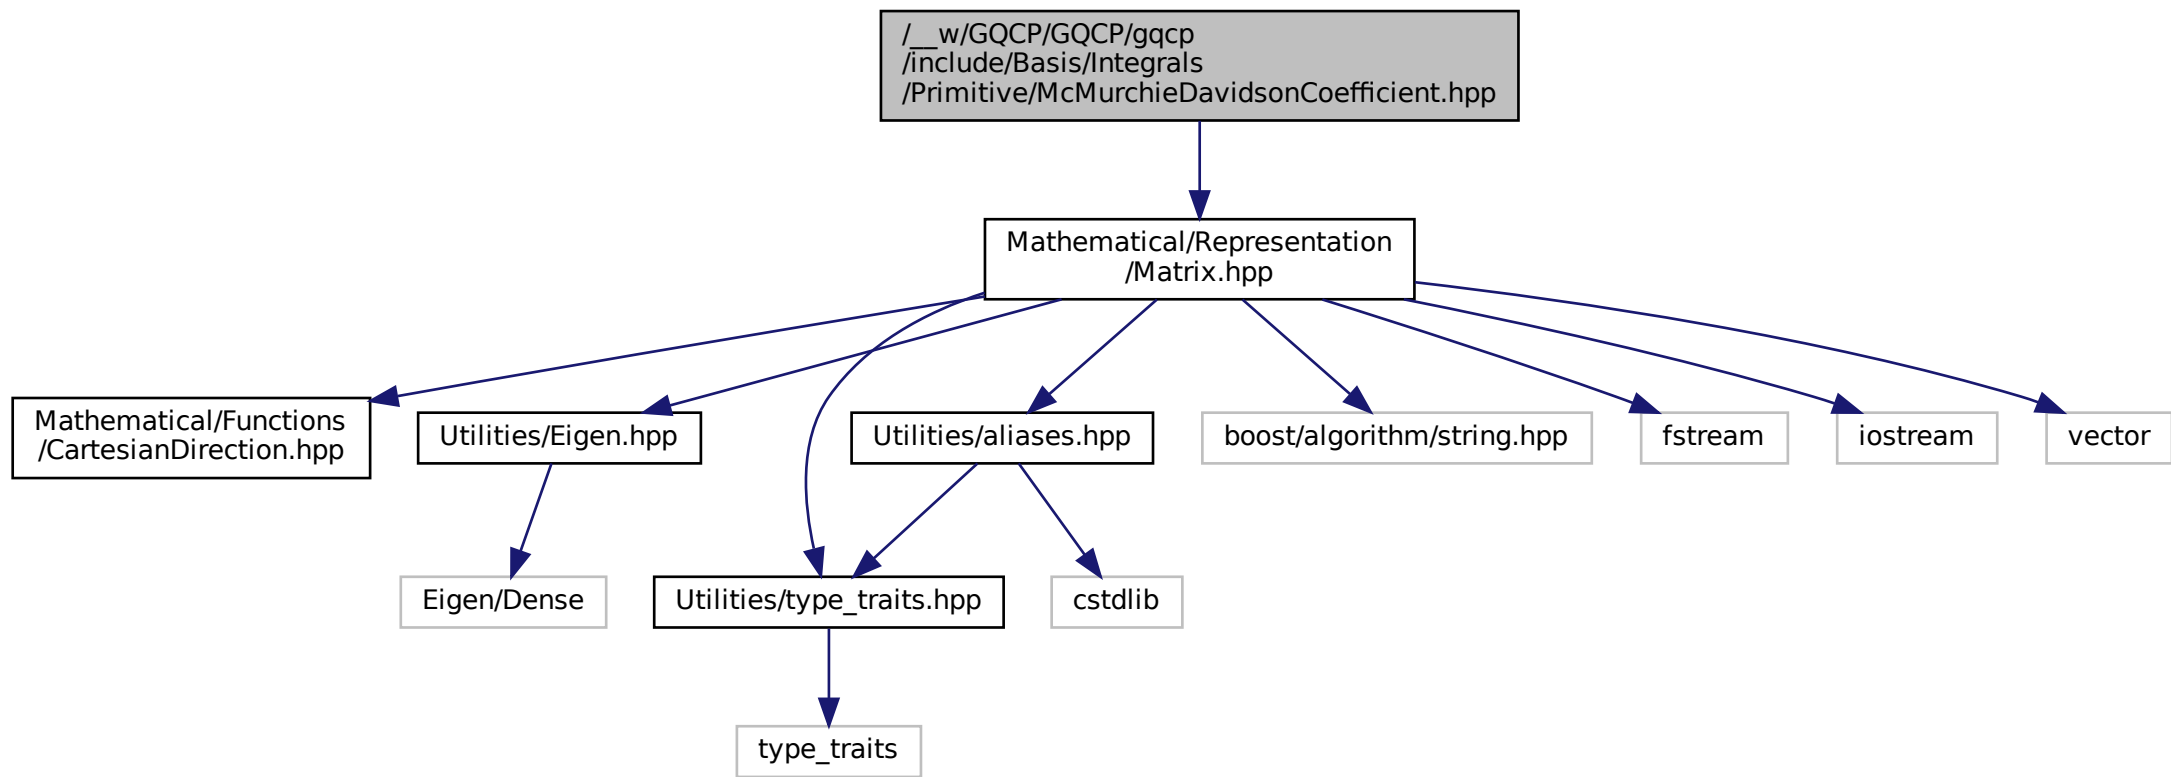 /__w/GQCP/GQCP/gqcp
/include/Basis/Integrals
/Primitive/McMurchieDavidsonCoefficient.hpp
Mathematical/Representation
/Matrix.hpp
Mathematical/Functions
/CartesianDirection.hpp
Utilities/Eigen.hpp
Utilities/aliases.hpp
boost/algorithm/string.hpp
fstream
iostream
vector
Eigen/Dense
Utilities/type_traits.hpp
cstdlib
type_traits